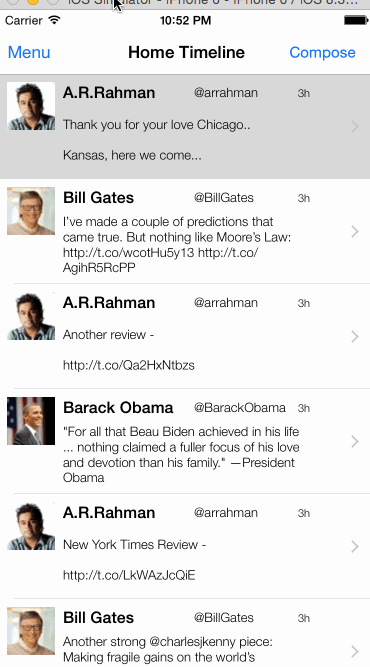 iOS Simulator - iPhone 6 - iPhone 6 / iOS 8.3
Carrier 10:52 PM
Menu Home Timeline Compose
A.R.Rahman @arrahman 3h
Thank you for your love Chicago..
Kansas, here we come...
Bill Gates @BillGates 3h
I've made a couple of predictions that
came true. But nothing like Moore's Law:
http://t.co/wcotHu5y13 http://t.co/
AgihR5RcPP
A.R.Rahman @arrahman 3h
Another review -
http://t.co/Qa2HxNtbzs
Barack Obama @BarackObama 3h
"For all that Beau Biden achieved in his life
... nothing claimed a fuller focus of his love
and devotion than his family." —President
Obama
A.R.Rahman @arrahman 3h
New York Times Review -
http://t.co/LkWAzJcQiE
Bill Gates @BillGates 3h
Another strong @charlesjkenny piece:
Making fragile gains on the world's